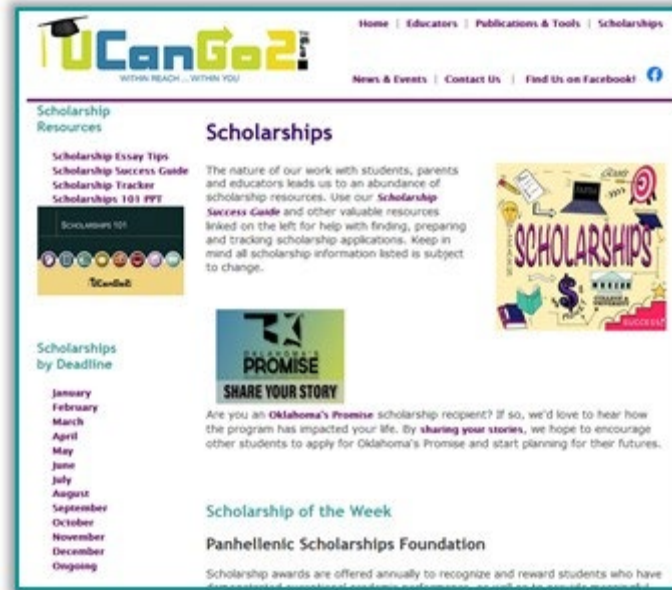 UCanGo2.org!
WITHIN REACH ... WITHIN YOU
Home | Educators | Publications & Tools | Scholarships
News & Events | Contact Us | Find Us on Facebook!
Scholarship
Resources
Scholarship Essay Tips
Scholarship Success Guide
Scholarship Tracker
Scholarships 101 PPT
SCHOLARSHIPS 101
UCanGo2
Scholarships
by Deadline
January
February
March
April
May
June
July
August
September
October
November
December
Ongoing
Scholarships
The nature of our work with students, parents
and educators leads us to an abundance of
scholarship resources. Use our Scholarship
Success Guide and other valuable resources
linked on the left for help with finding, preparing
and tracking scholarship applications. Keep in
mind all scholarship information listed is subject
to change.
SCHOLARSHIPS
COLLEGE &
UNIVERSITY
SUCCESS!
OKLAHOMA'S
PROMISE
SHARE YOUR STORY
Are you an Oklahoma's Promise scholarship recipient? If so, we'd love to hear how
the program has impacted your life. By sharing your stories, we hope to encourage
other students to apply for Oklahoma's Promise and start planning for their futures.
Scholarship of the Week
Panhellenic Scholarships Foundation
Scholarship awards are offered annually to recognize and reward students who have